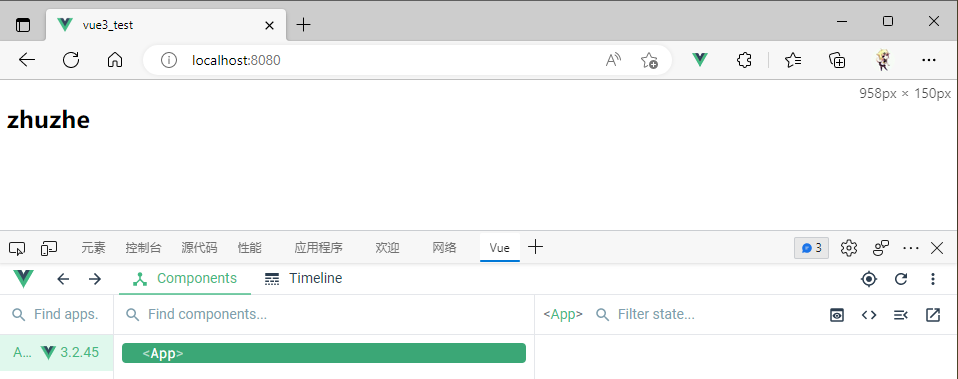 vue3_test
localhost:8080
958px × 150px
zhuzhe
元素 控制台 源代码 性能 应用程序 欢迎 网络 Vue 3
Components Timeline
Find apps. Find components... <App> Filter state...
A... 3.2.45 <App>